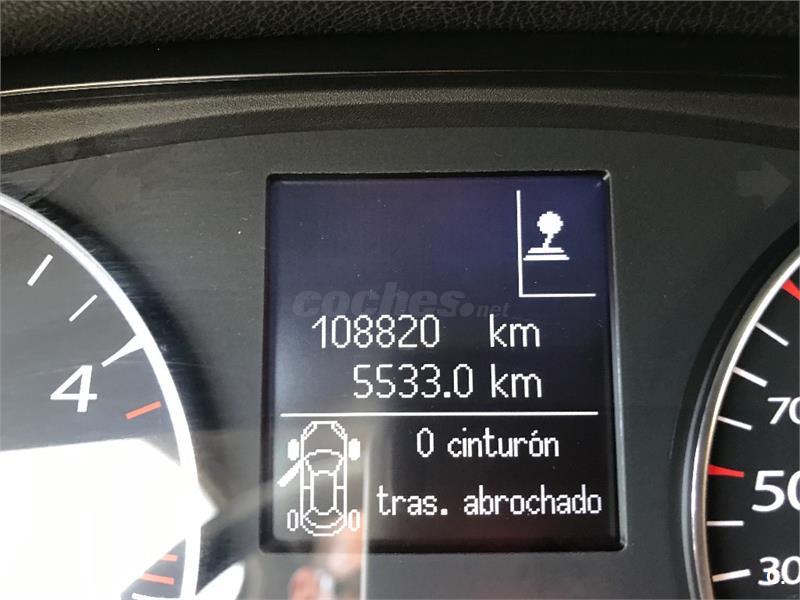 coches.net
108820 km
5533.0 km
0 cinturón
tras. abrochado
0 0
4
70
50
30